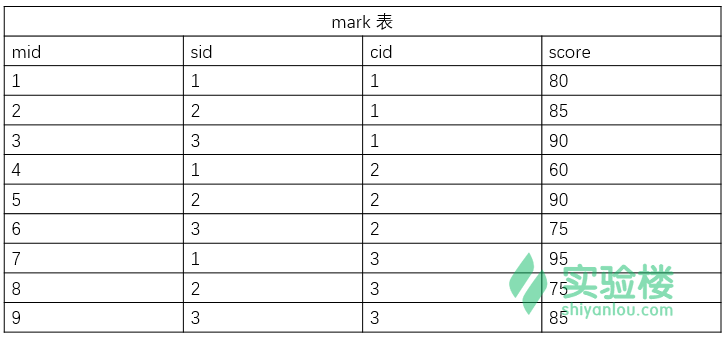 mark 表
mid sid cid score
1 1 1 80
2 2 1 85
3 3 1 90
4 1 2 60
5 2 2 90
6 3 2 75
7 1 3 95
8 2 3 75
9 3 3 85
实验楼
shiyanlou.com